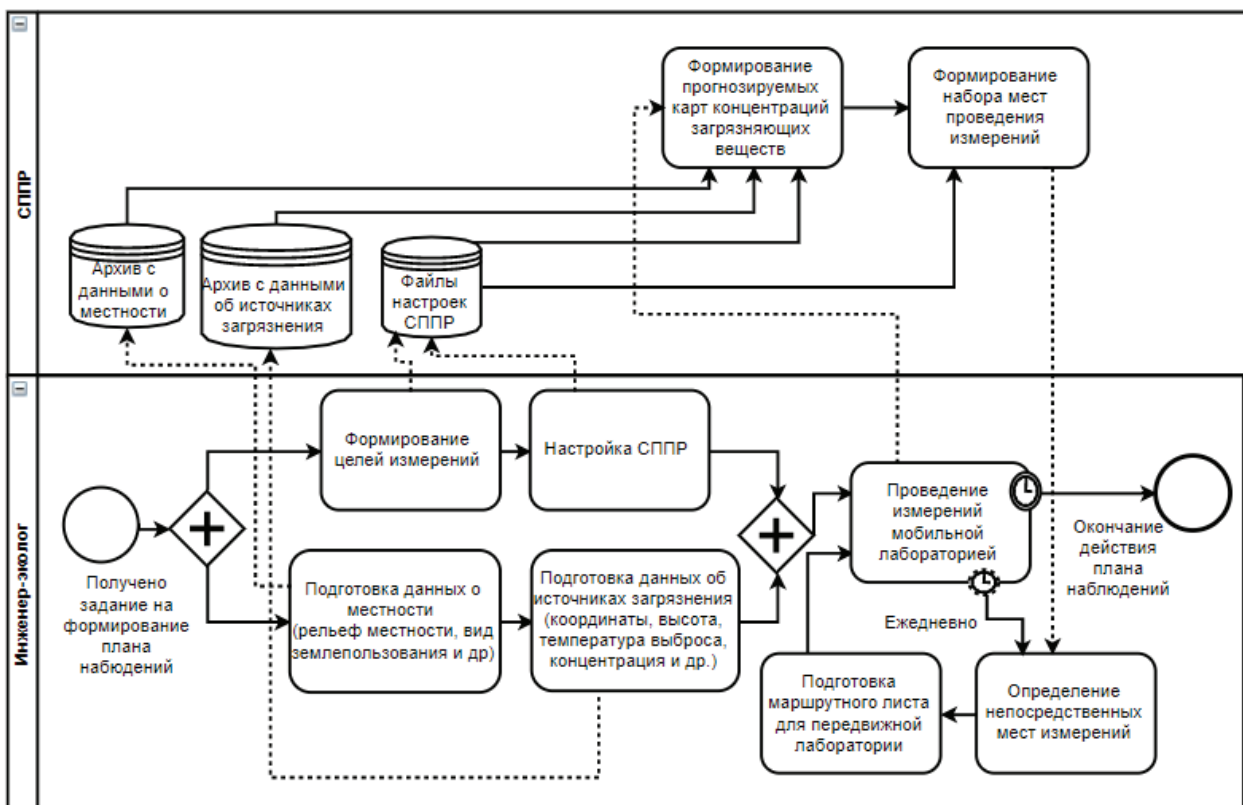 СППР
Формирование
прогнозируемых
карт концентраций
загрязняющих
веществ
Формирование
набора мест
проведения
измерений
Архив с
данными о
местности
Архив с данными
об источниках
загрязнения
Файлы
настроек
СППР
Инженер-эколог
Получено
задание на
формирование
плана
набюдений
Формирование
целей измерений
Настройка СППР
Подготовка данных о
местности
(рельеф местности, вид
землепользования и др)
Подготовка данных об
источниках загрязнения
(координаты, высота,
температура выброса,
концентрация и др.)
Проведение
измерений
мобильной
лабораторией
Окончание
действия
плана
наблюдений
Ежедневно
Подготовка
маршрутного листа
для передвижной
лаборатории
Определение
непосредственных
мест измерений